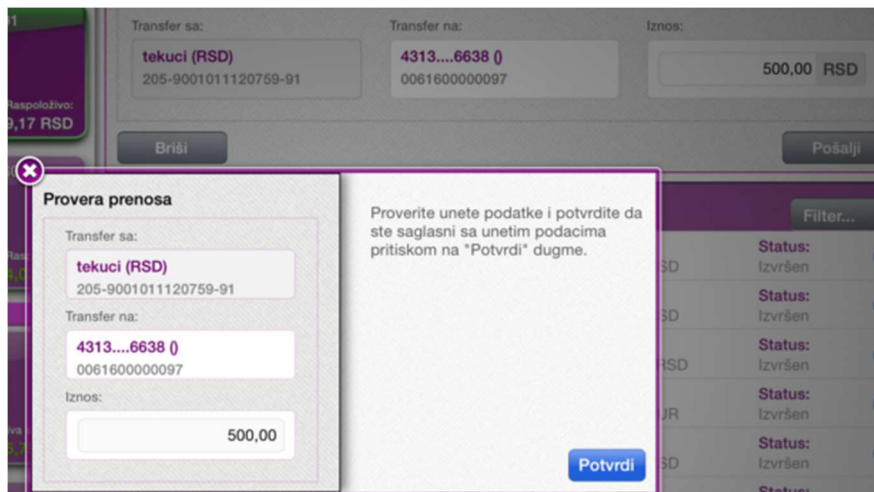 Transfer sa:
Transfer na:
Iznos:
tekuci (RSD)
205-9001011120759-91
4313....6638 ()
0061600000097
500,00 RSD
Raspoloživo:
9,17 RSD
Briši
Pošalji
Provera prenosa
Transfer sa:
tekuci (RSD)
205-9001011120759-91
Transfer na:
4313....6638 ()
0061600000097
Iznos:
500,00
Proverite unete podatke i potvrdite da
ste saglasni sa unetim podacima
pritiskom na "Potvrdi" dugme.
Potvrdi
Filter...
Status:
SD
Izvršen
Status:
SD
Izvršen
Status:
RSD
Izvršen
Status:
UR
Izvršen
Status:
SD
Izvršen
Status: